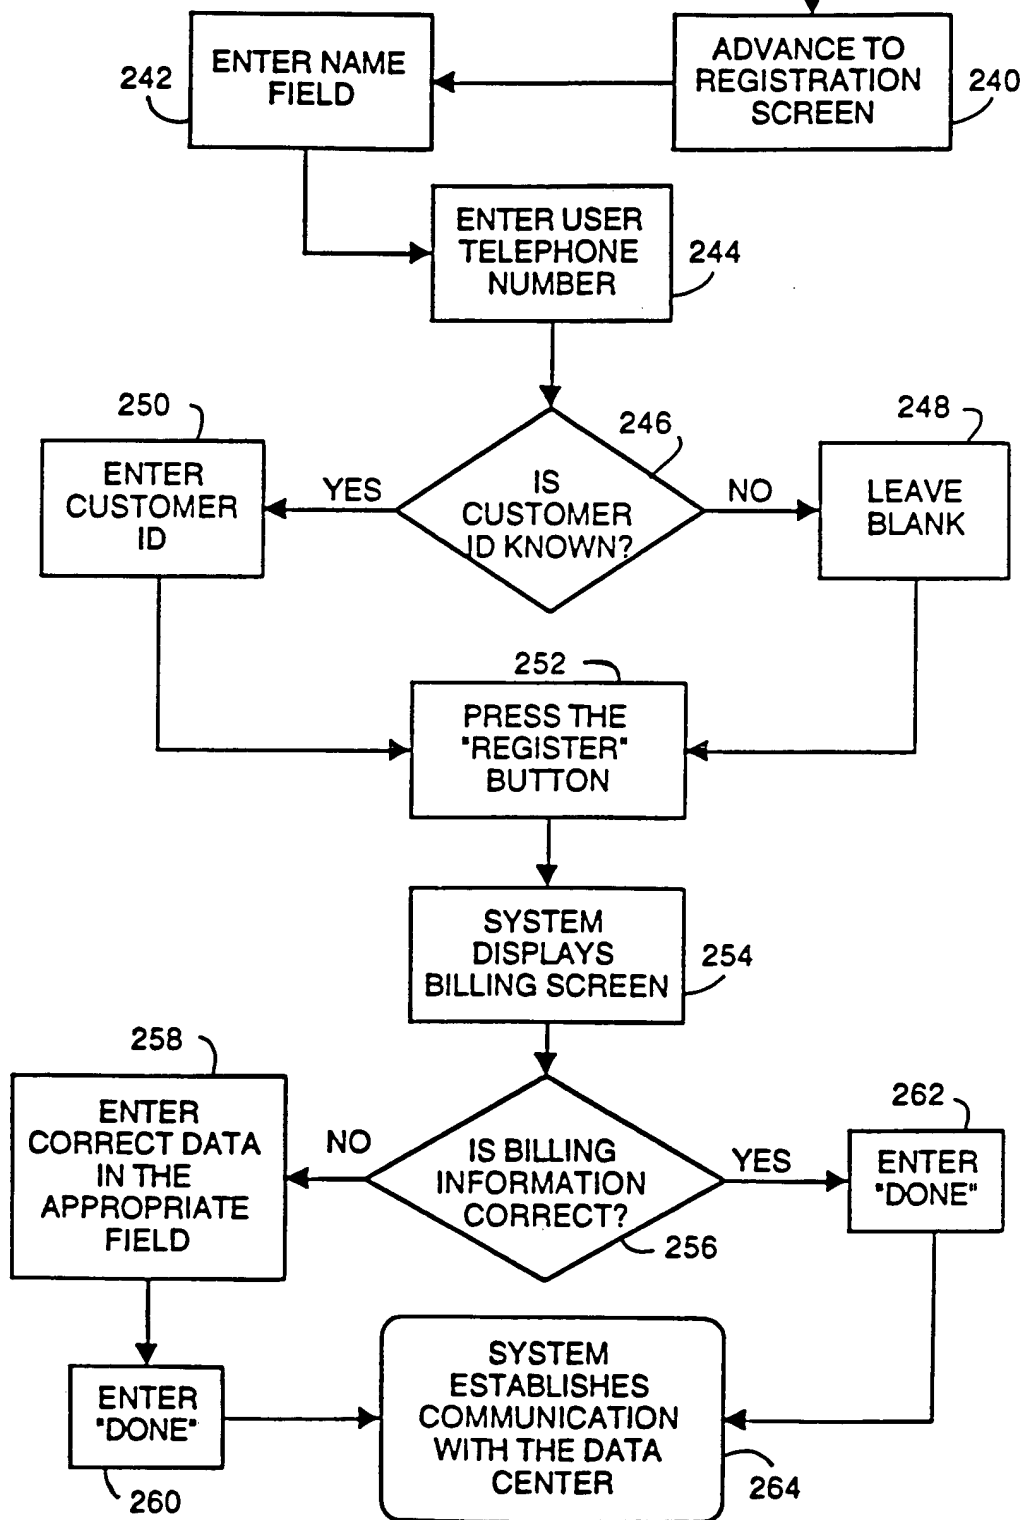 ADVANCE TO
REGISTRATION
SCREEN
240
ENTER NAME
FIELD
242
ENTER USER
TELEPHONE
NUMBER
244
IS
CUSTOMER
ID KNOWN?
246
YES
NO
250
ENTER
CUSTOMER
ID
248
LEAVE
BLANK
252
PRESS THE
"REGISTER"
BUTTON
SYSTEM
DISPLAYS
BILLING SCREEN
254
IS BILLING
INFORMATION
CORRECT?
256
NO
YES
258
ENTER
CORRECT DATA
IN THE
APPROPRIATE
FIELD
262
ENTER
"DONE"
ENTER
"DONE"
260
SYSTEM
ESTABLISHES
COMMUNICATION
WITH THE DATA
CENTER
264